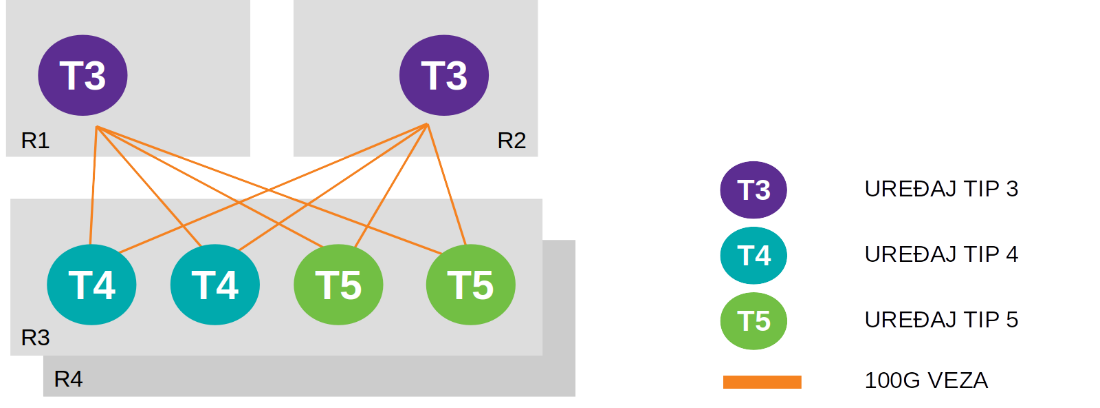 T3
T3
R1
R2
T4
T4
T5
T5
R3
R4
T3
UREĐAJ TIP 3
T4
UREĐAJ TIP 4
T5
UREĐAJ TIP 5
100G VEZA